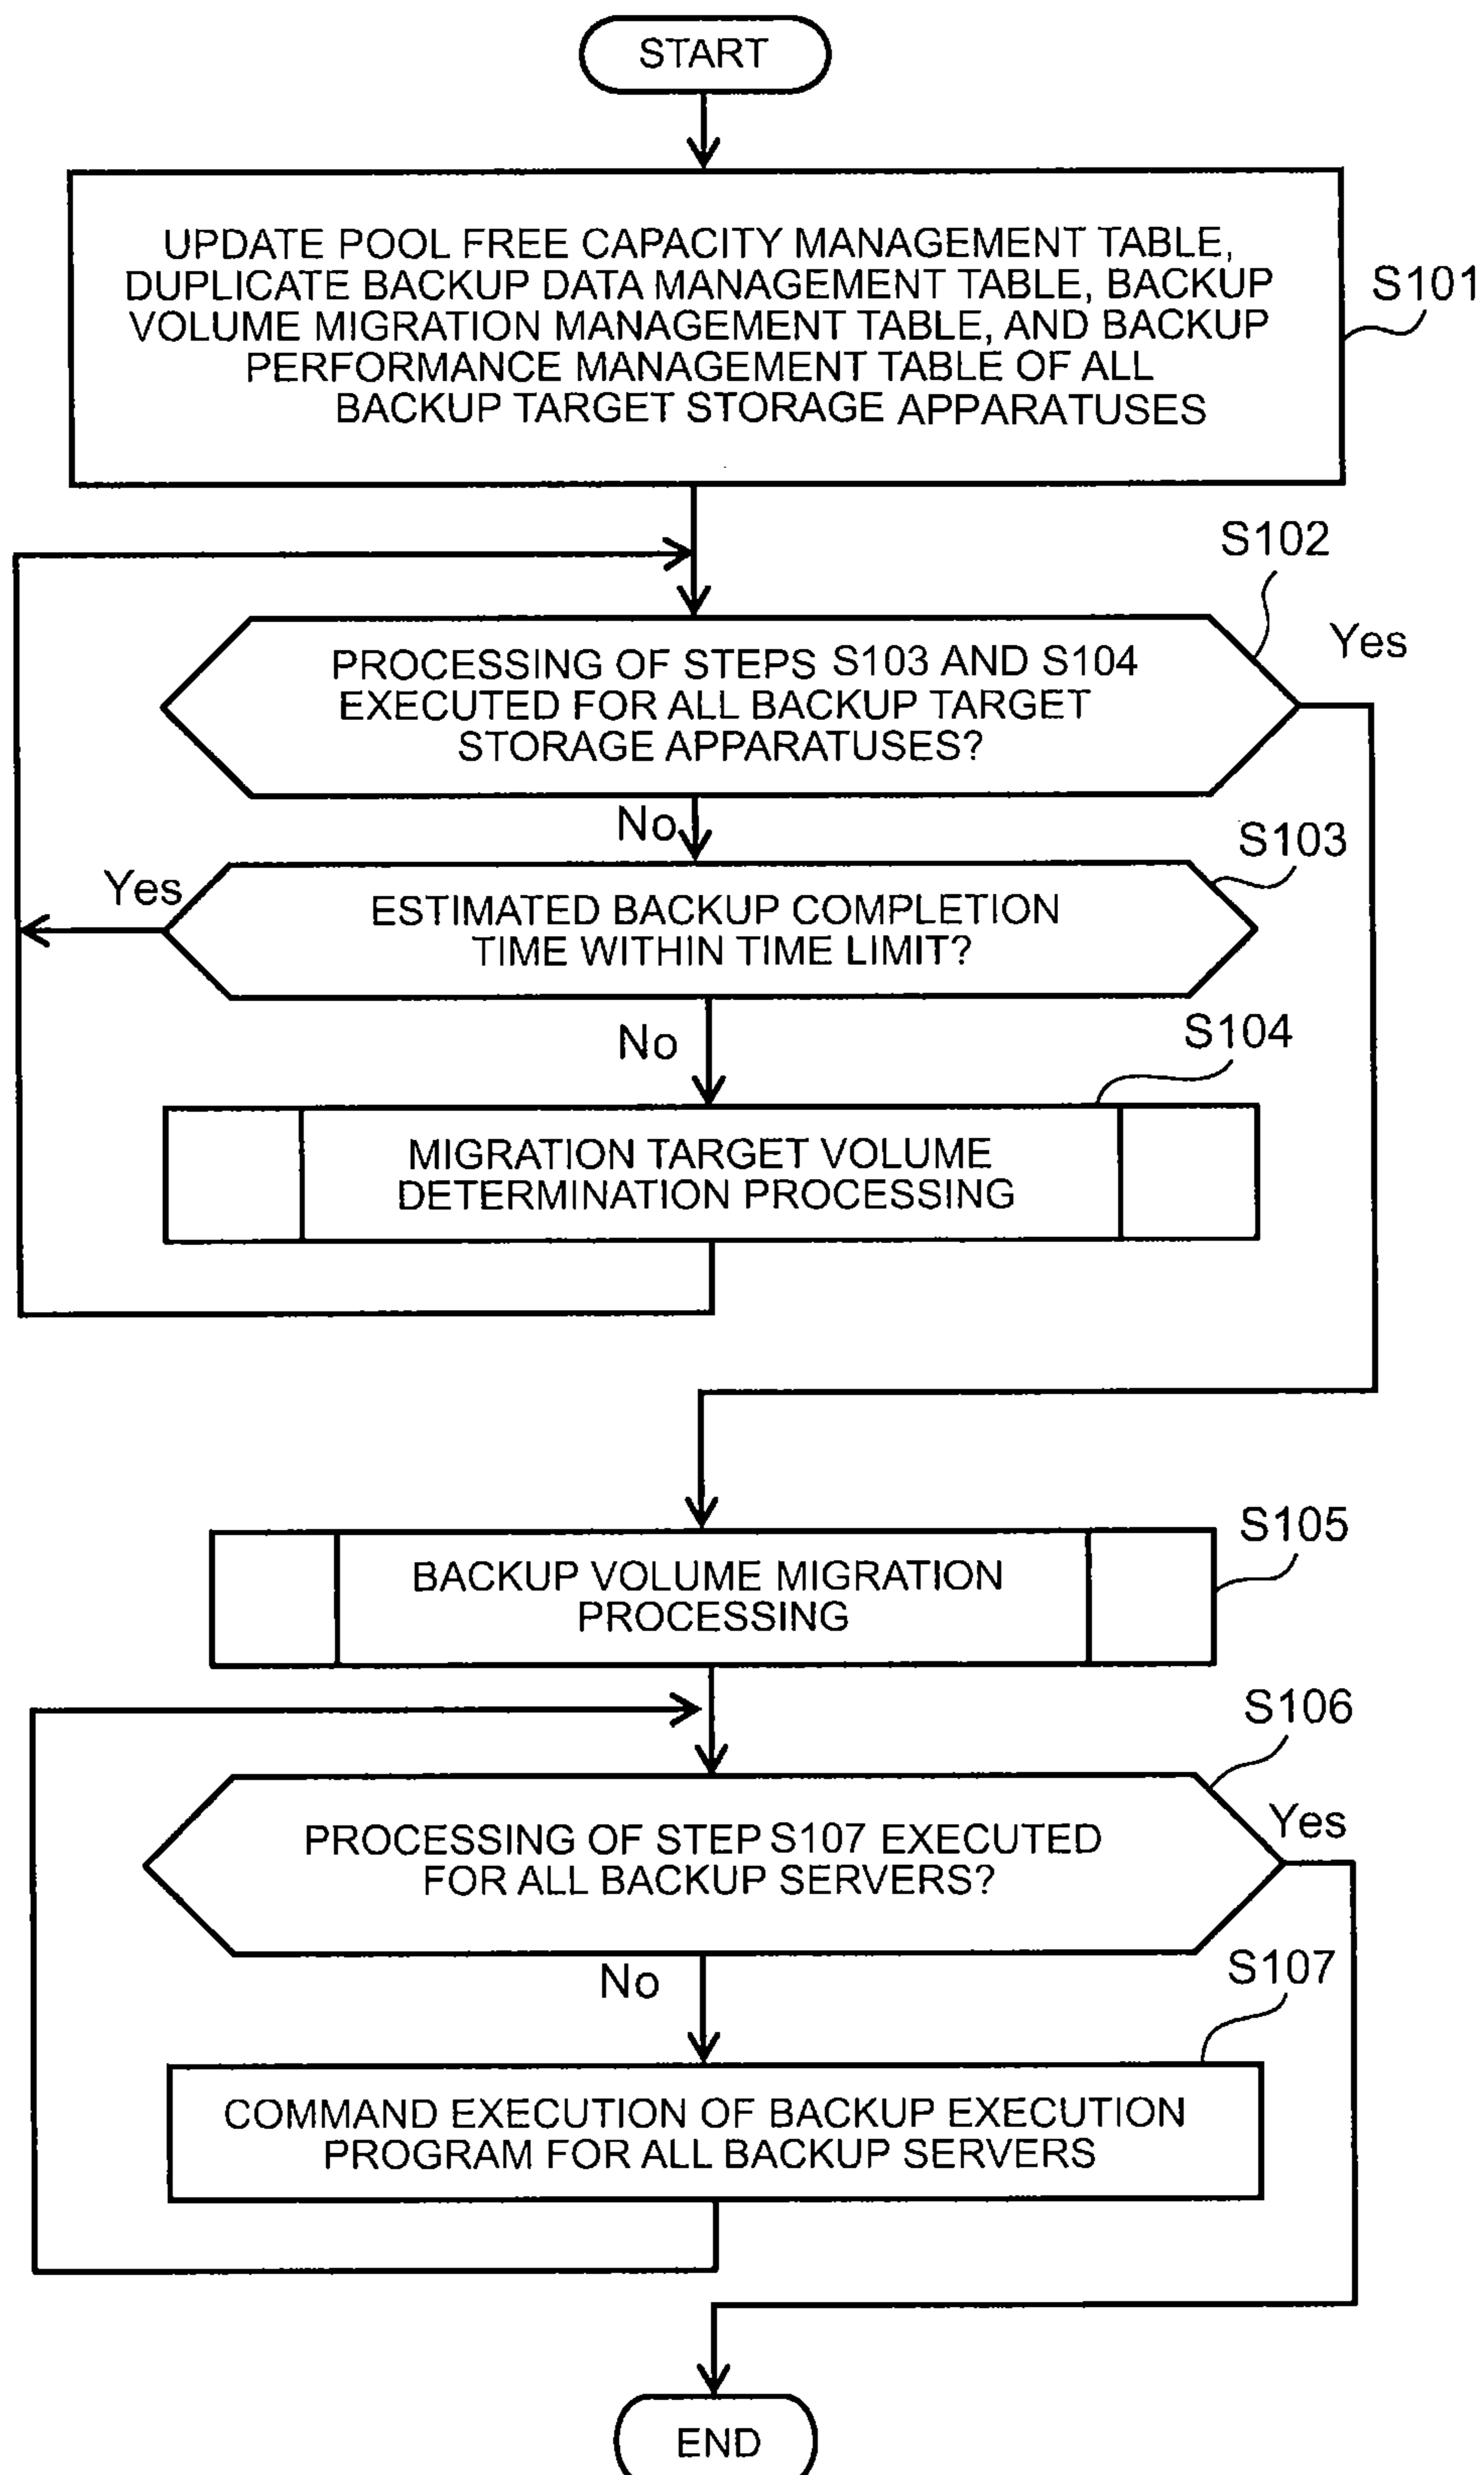 START
UPDATE POOL FREE CAPACITY MANAGEMENT TABLE,
DUPLICATE BACKUP DATA MANAGEMENT TABLE, BACKUP
VOLUME MIGRATION MANAGEMENT TABLE, AND BACKUP
PERFORMANCE MANAGEMENT TABLE OF ALL
BACKUP TARGET STORAGE APPARATUSES
S101
S102
Yes
PROCESSING OF STEPS S103 AND S104
EXECUTED FOR ALL BACKUP TARGET
STORAGE APPARATUSES?
No
S103
Yes
ESTIMATED BACKUP COMPLETION
TIME WITHIN TIME LIMIT?
No
S104
MIGRATION TARGET VOLUME
DETERMINATION PROCESSING
S105
BACKUP VOLUME MIGRATION
PROCESSING
S106
Yes
PROCESSING OF STEP S107 EXECUTED
FOR ALL BACKUP SERVERS?
No
S107
COMMAND EXECUTION OF BACKUP EXECUTION
PROGRAM FOR ALL BACKUP SERVERS
END